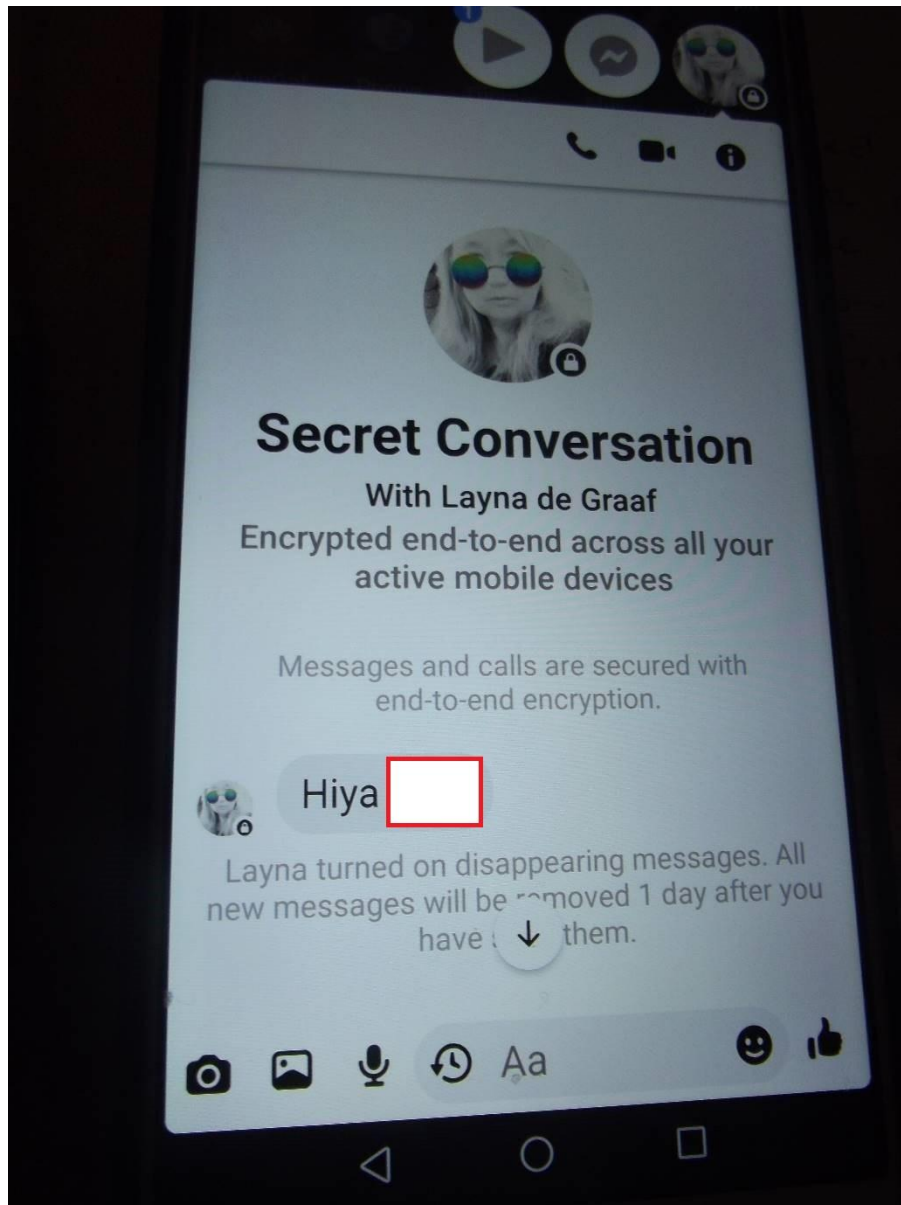 Secret Conversation
With Layna de Graaf
Encrypted end-to-end across all your
active mobile devices
Messages and calls are secured with
end-to-end encryption.
Hiya
Layna turned on disappearing messages. All
new messages will be removed 1 day after you
have them.
Aa